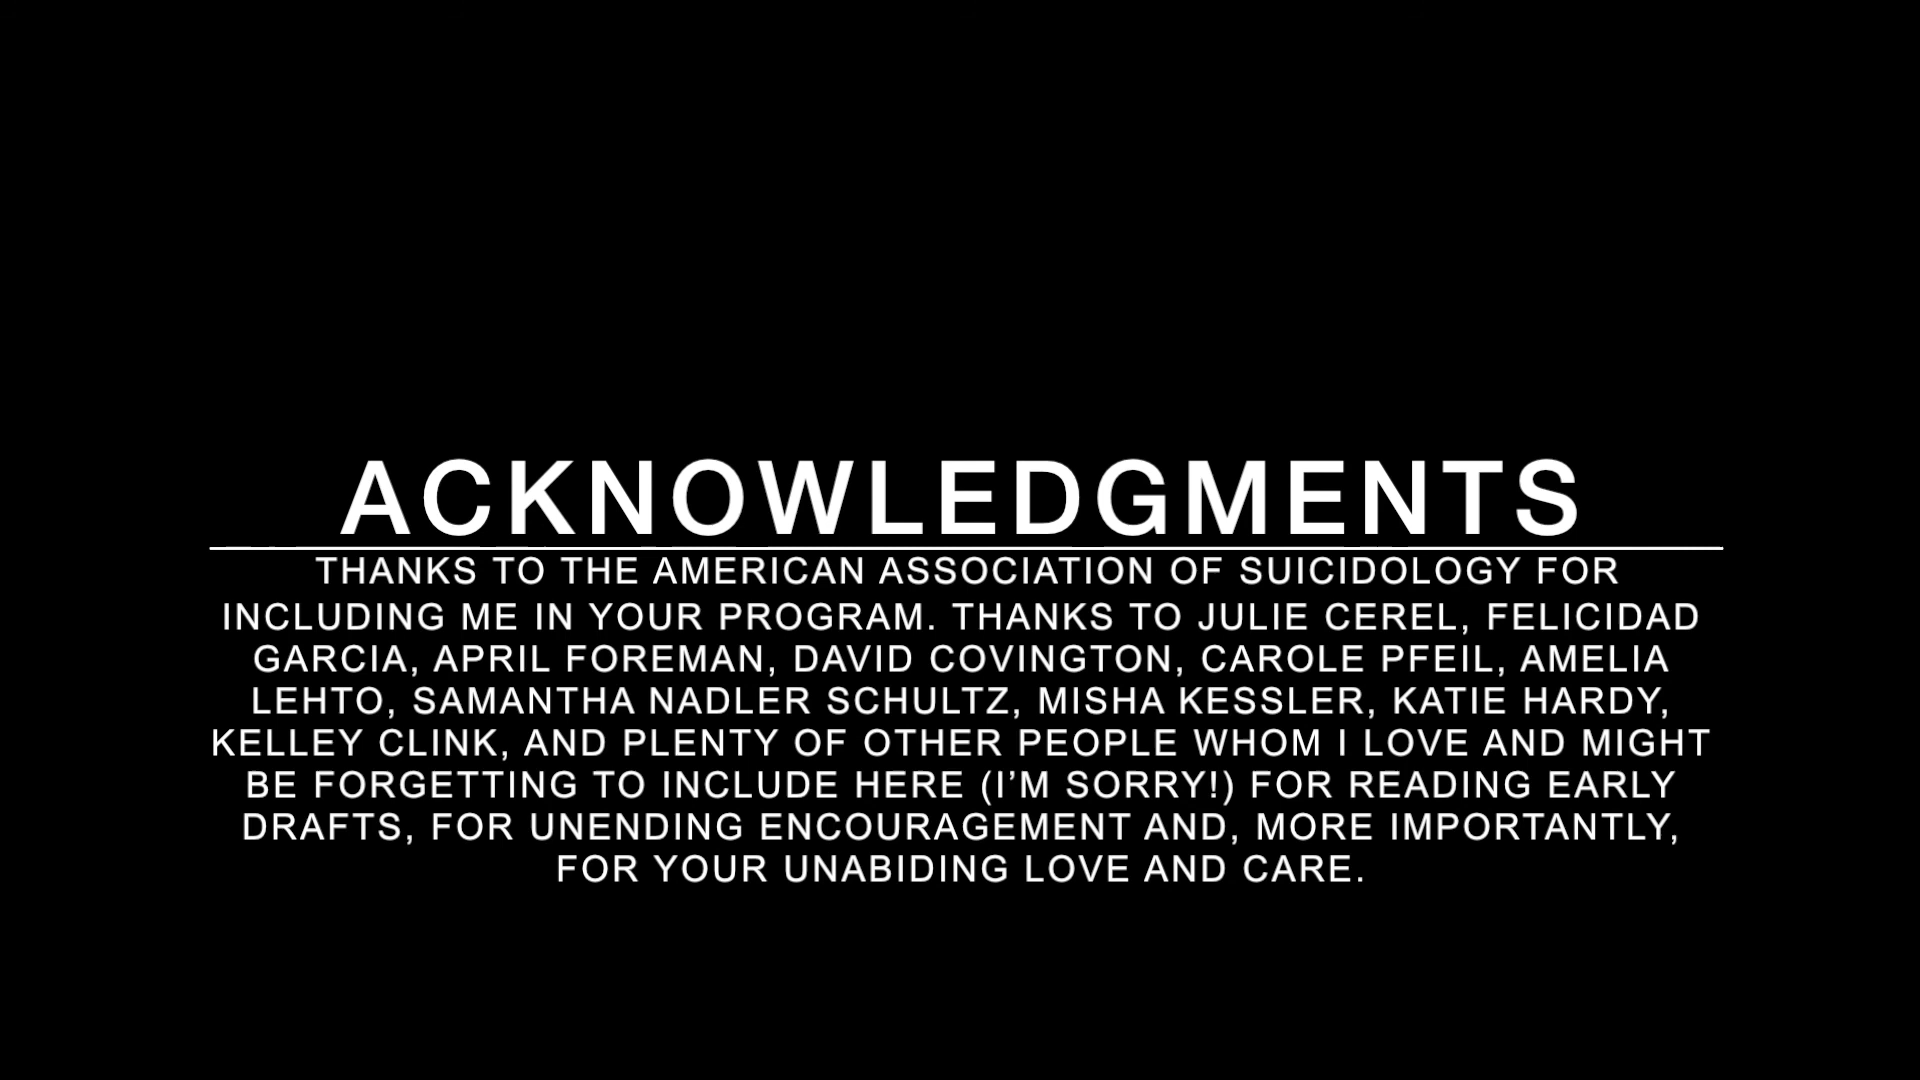 ACKNOWLEDGMENTS
THANKS TO THE AMERICAN ASSOCIATION OF SUICIDOLOGY FOR
INCLUDING ME IN YOUR PROGRAM. THANKS TO JULIE CEREL, FELICIDAD
GARCIA, APRIL FOREMAN, DAVID COVINGTON, CAROLE PFEIL, AMELIA
LEHTO, SAMANTHA NADLER SCHULTZ, MISHA KESSLER, KATIE HARDY,
KELLEY CLINK, AND PLENTY OF OTHER PEOPLE WHOM I LOVE AND MIGHT
BE FORGETTING TO INCLUDE HERE (I’M SORRY!) FOR READING EARLY
DRAFTS, FOR UNENDING ENCOURAGEMENT AND, MORE IMPORTANTLY,
FOR YOUR UNABIDING LOVE AND CARE.